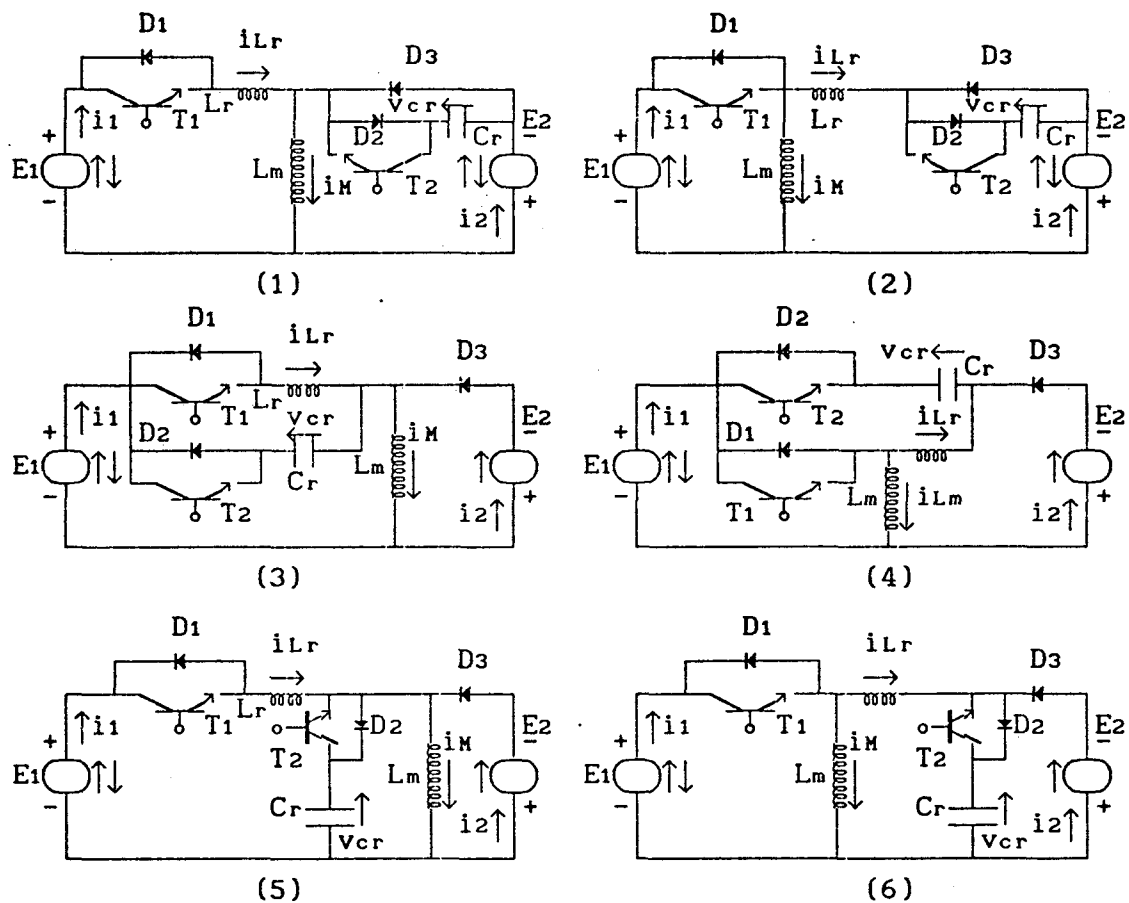 D1
iLr
D3
Lr
T1
i1
Vcr
D2
Cr
E2
−
+
E1
−
Lm
iM
T2
i2
+
(1)
D1
iLr
D3
T1
Lr
i1
Vcr
D2
Cr
E2
−
+
E1
−
Lm
iM
T2
i2
+
(2)
D1
iLr
D3
Lr
T1
i1
Vcr
D2
iM
E2
−
+
E1
−
Cr
Lm
T2
i2
+
(3)
D2
Vcr
Cr
D3
T2
i1
iLr
D1
E2
−
+
E1
−
Lm
iLm
T1
i2
+
(4)
D1
iLr
D3
Lr
T1
i1
D2
T2
iM
E2
−
+
E1
−
Lm
Cr
Vcr
i2
+
(5)
D1
iLr
D3
T1
i1
D2
T2
iM
E2
−
+
E1
−
Lm
Cr
Vcr
i2
+
(6)